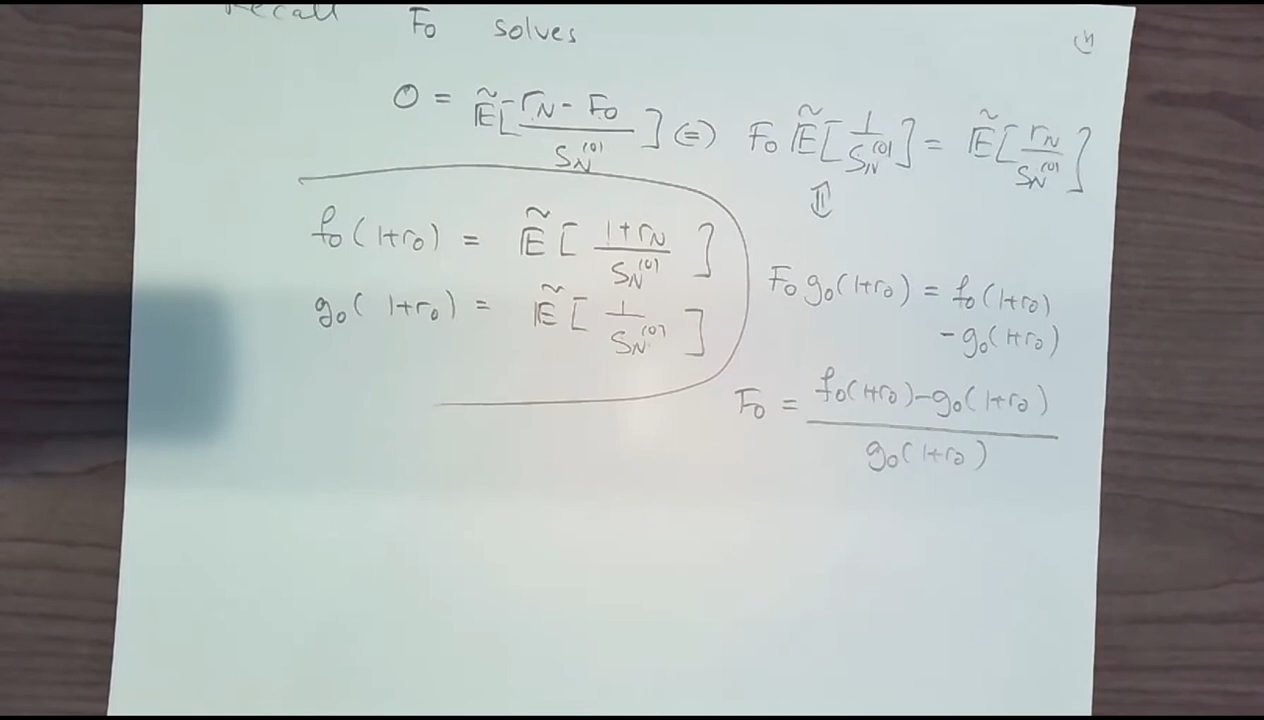 Recall F₀ solves
0 = Ẽ[(r_N - F₀)/S_N^(0)] ⇔ F₀ Ẽ[1/S_N^(0)] = Ẽ[r_N/S_N^(0)]
⇕
f₀(1+r₀) = Ẽ[(1+r_N)/S_N^(0)]
g₀(1+r₀) = Ẽ[1/S_N^(0)]
F₀ g₀(1+r₀) = f₀(1+r₀)
- g₀(1+r₀)
F₀ = (f₀(1+r₀) - g₀(1+r₀))/(g₀(1+r₀))